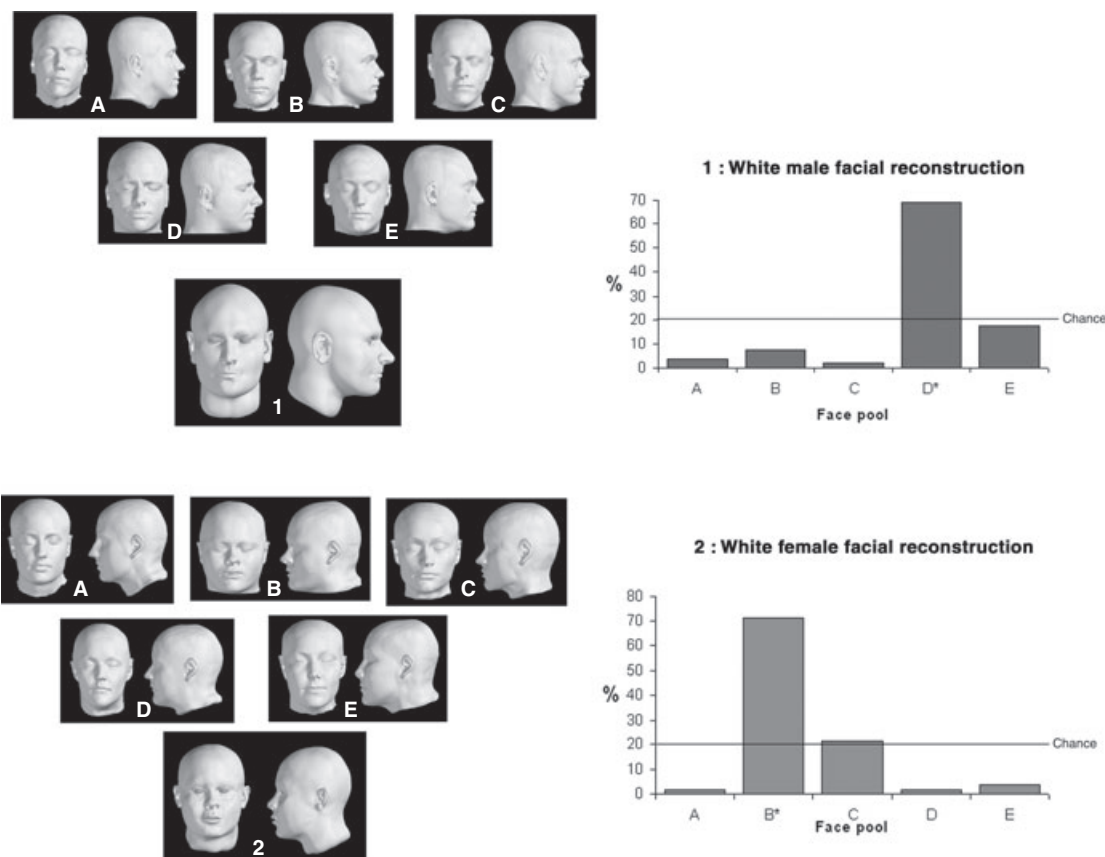 A
B
C
D
E
1
1 : White male facial reconstruction
70
60
50
40
30
20
10
0
%
Chance
A
B
C
D*
E
Face pool
A
B
C
D
E
2
2 : White female facial reconstruction
80
70
60
50
40
30
20
10
0
%
Chance
A
B*
C
D
E
Face pool